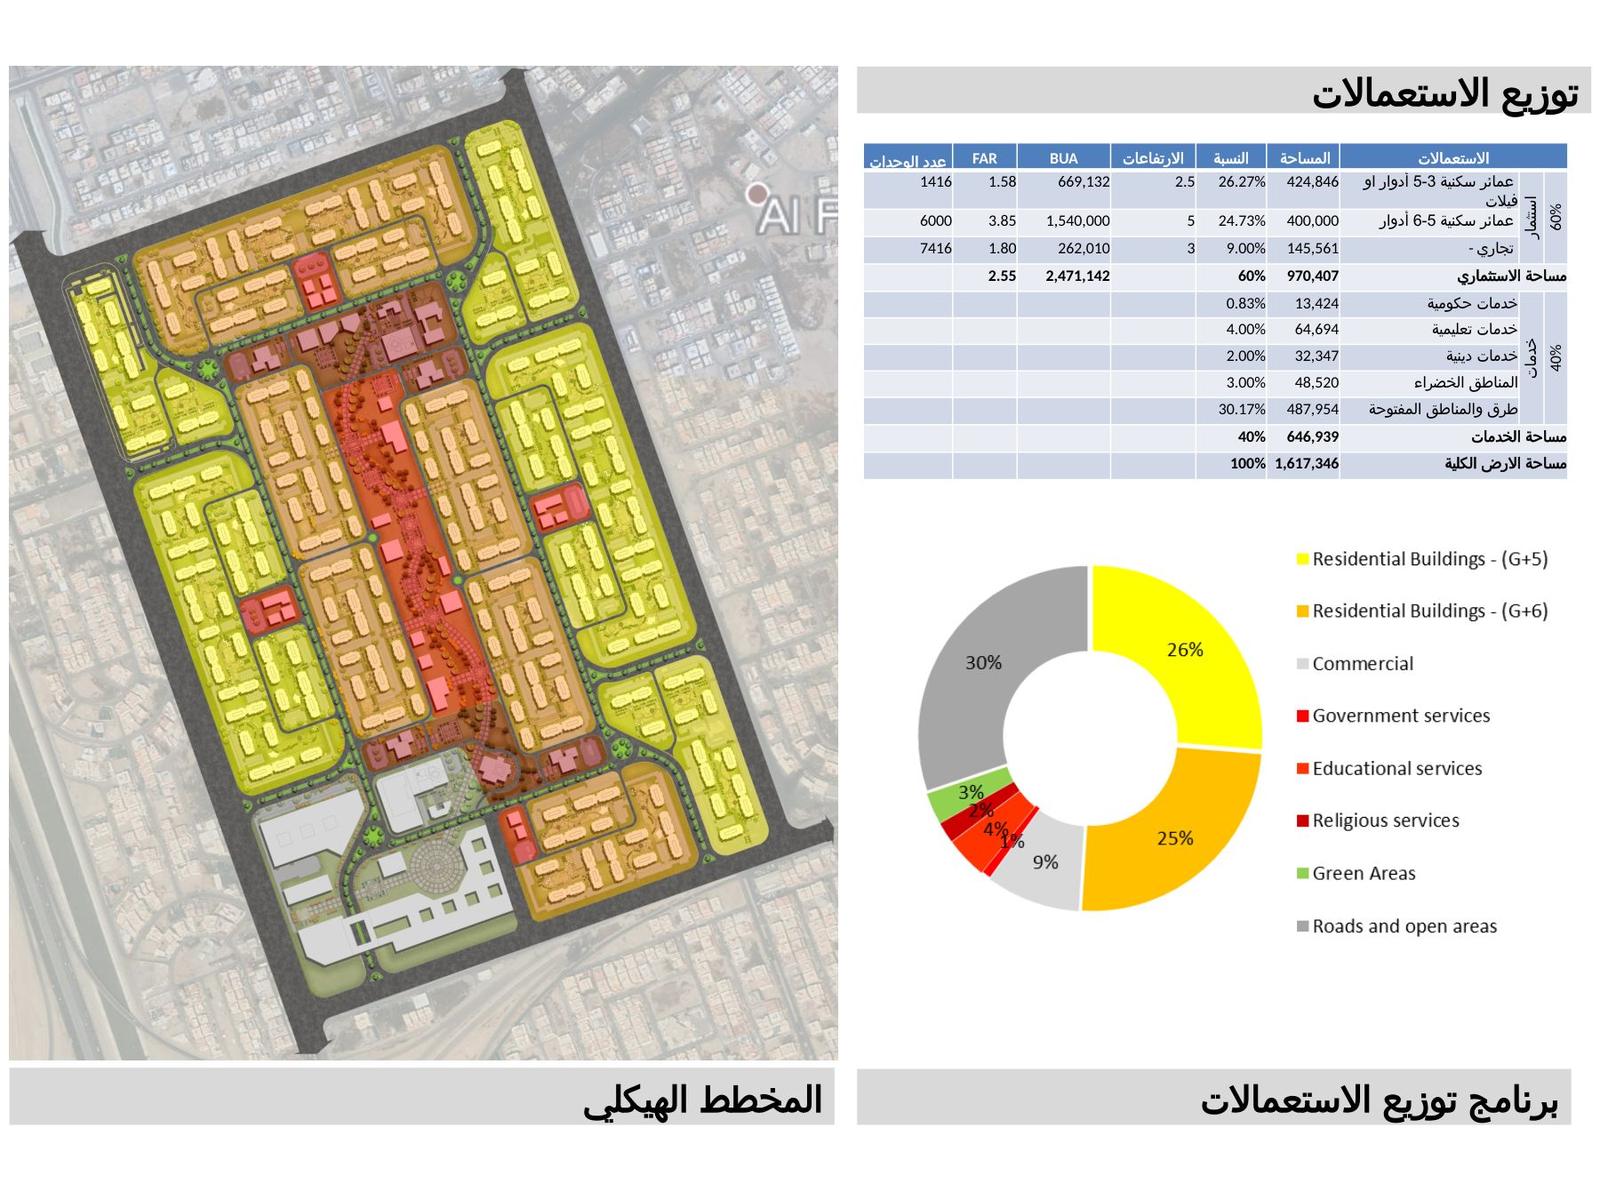 توزيع الاستعمالات
الاستعمالات المساحة النسبة الارتفاعات BUA FAR عدد الوحدات
60% استثمار عمائر سكنية 3-5 أدوار او فيلات 424,846 26.27% 2.5 669,132 1.58 1416
عمائر سكنية 5-6 أدوار 400,000 24.73% 5 1,540,000 3.85 6000
تجاري - 145,561 9.00% 3 262,010 1.80 7416
مساحة الاستثماري 970,407 60% 2,471,142 2.55
40% خدمات خدمات حكومية 13,424 0.83%
خدمات تعليمية 64,694 4.00%
خدمات دينية 32,347 2.00%
المناطق الخضراء 48,520 3.00%
طرق والمناطق المفتوحة 487,954 30.17%
مساحة الخدمات 646,939 40%
مساحة الارض الكلية 1,617,346 100%
Al F
Residential Buildings - (G+5)
Residential Buildings - (G+6)
Commercial
Government services
Educational services
Religious services
Green Areas
Roads and open areas
26%
25%
9%
1%
4%
2%
3%
30%
برنامج توزيع الاستعمالات
المخطط الهيكلي